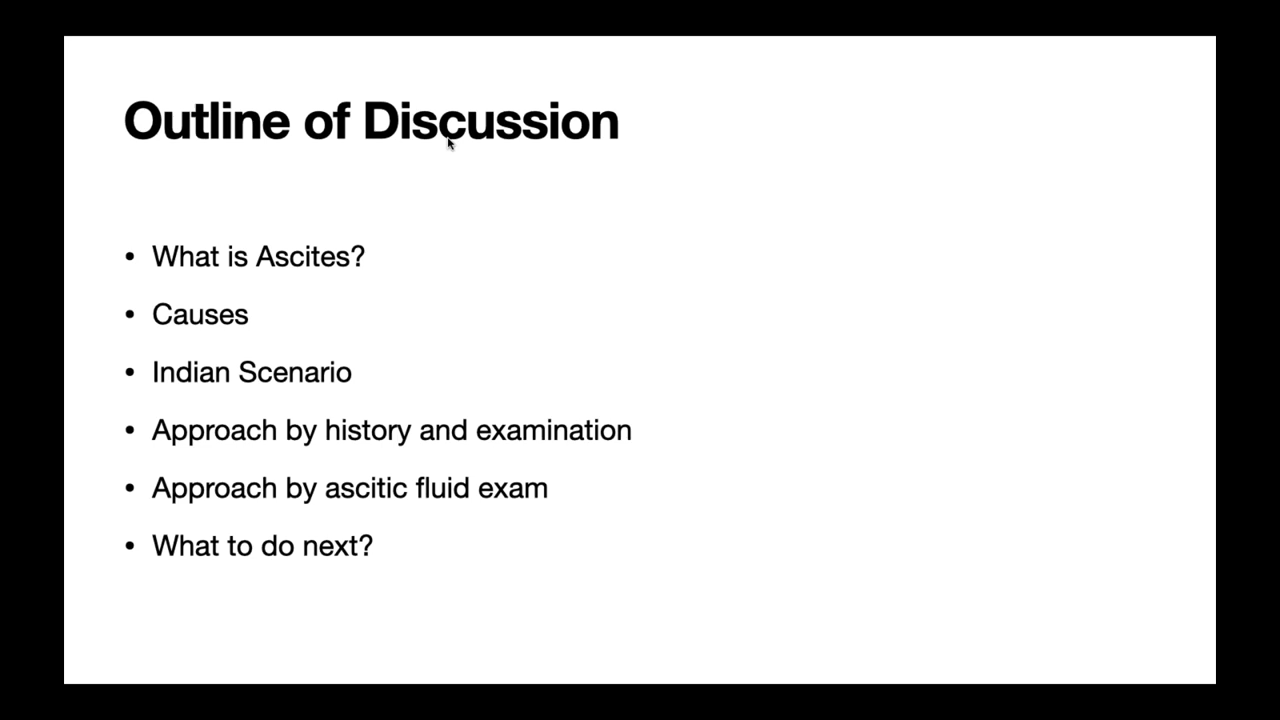 Outline of Discussion
• What is Ascites?
• Causes
• Indian Scenario
• Approach by history and examination
• Approach by ascitic fluid exam
• What to do next?